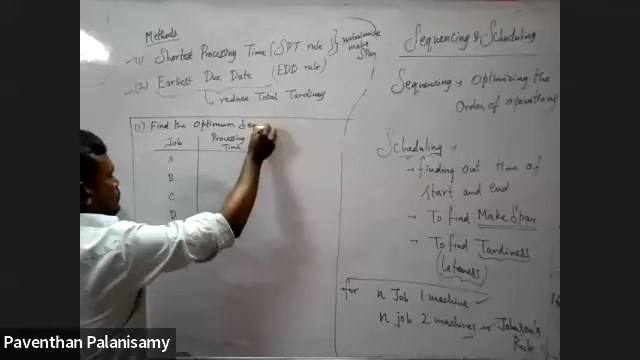 Methods
(1) Shortest Processing Time (SPT rule) } minimize make Span
(2) Earliest Due Date (EDD rule)
reduce Total Tardiness
(1) Find the Optimum Se
Job Processing Time
A
B
C
D
Sequencing & Scheduling
Sequencing → Optimizing the
Order of operations
Scheduling
→ finding out time of
start and end
→ To find Make Span
→ To find Tardiness
(Lateness)
for n Job 1 machine
n job 2 machines → Johnson's
Rule
Paventhan Palanisamy